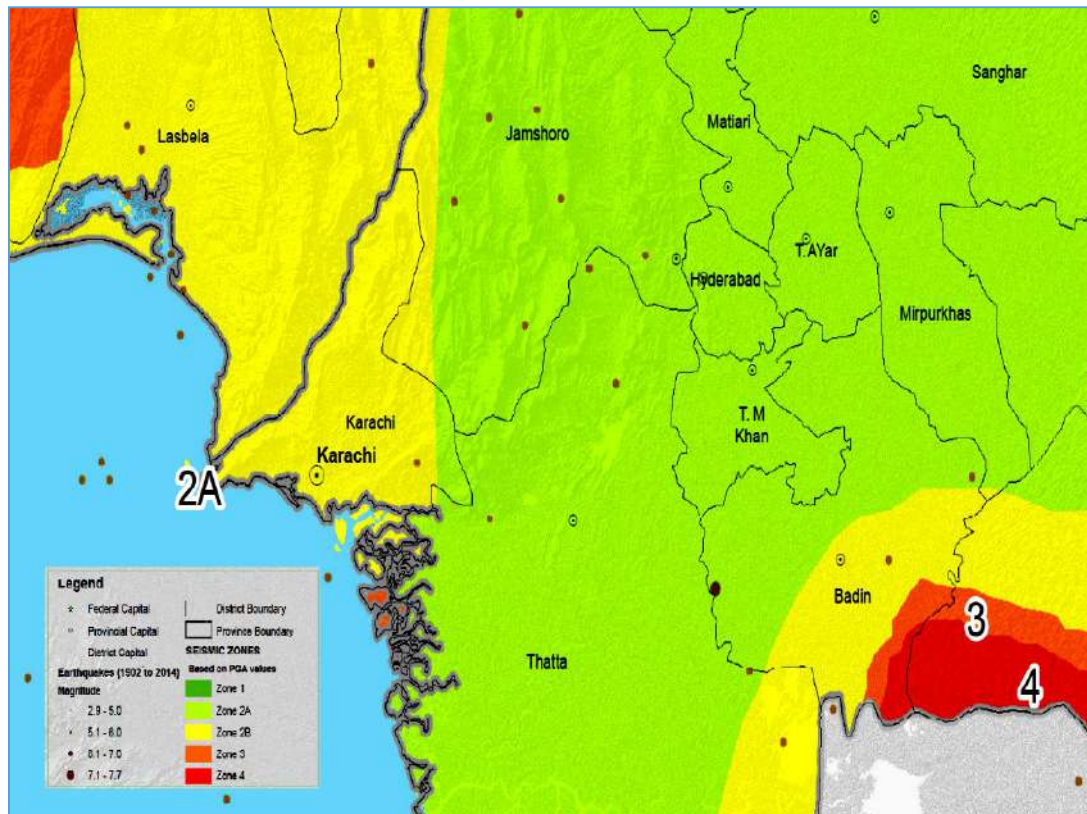 Sanghar
Matiari
Jamshoro
Lasbela
T.AYar
Hyderabad
Mirpurkhas
T. M
Khan
Karachi
Karachi
2A
Badin
3
4
Thatta
Legend
Federal Capital
Provincial Capital
District Capital
Earthquakes (1902 to 2014)
Magnitude
2.9 - 5.0
5.1 - 6.0
6.1 - 7.0
7.1 - 7.7
District Boundary
Province Boundary
SEISMIC ZONES
Based on PGA values
Zone 1
Zone 2A
Zone 2B
Zone 3
Zone 4